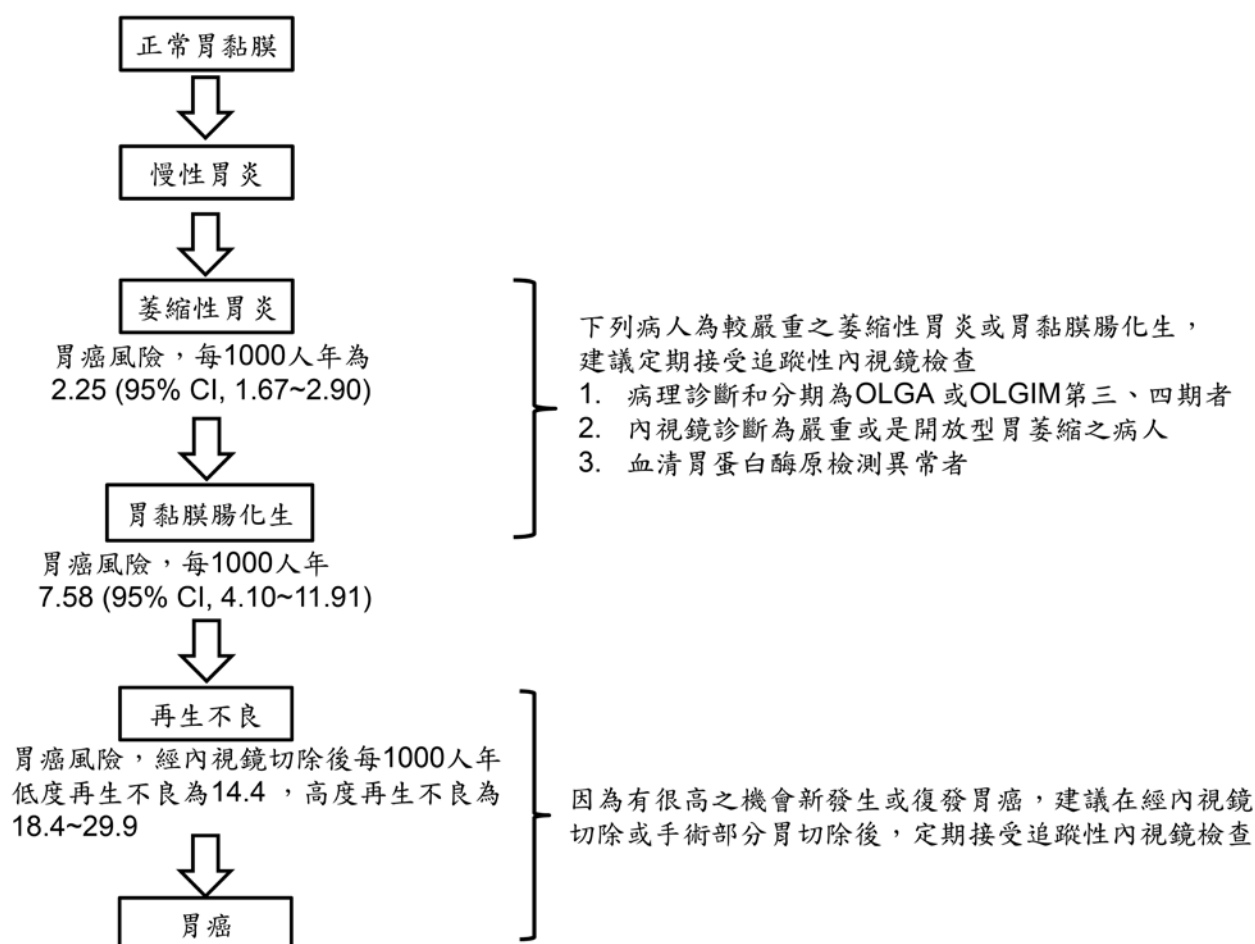 正常胃黏膜
慢性胃炎
萎縮性胃炎
胃癌風險，每1000人年為
2.25 (95% CI, 1.67~2.90)
胃黏膜腸化生
胃癌風險，每1000人年
7.58 (95% CI, 4.10~11.91)
下列病人為較嚴重之萎縮性胃炎或胃黏膜腸化生，
建議定期接受追蹤性內視鏡檢查
1. 病理診斷和分期為OLGA 或OLGIM第三、四期者
2. 內視鏡診斷為嚴重或是開放型胃萎縮之病人
3. 血清胃蛋白酶原檢測異常者
再生不良
胃癌風險，經內視鏡切除後每1000人年
低度再生不良為14.4 ，高度再生不良為
18.4~29.9
胃癌
因為有很高之機會新發生或復發胃癌，建議在經內視鏡
切除或手術部分胃切除後，定期接受追蹤性內視鏡檢查